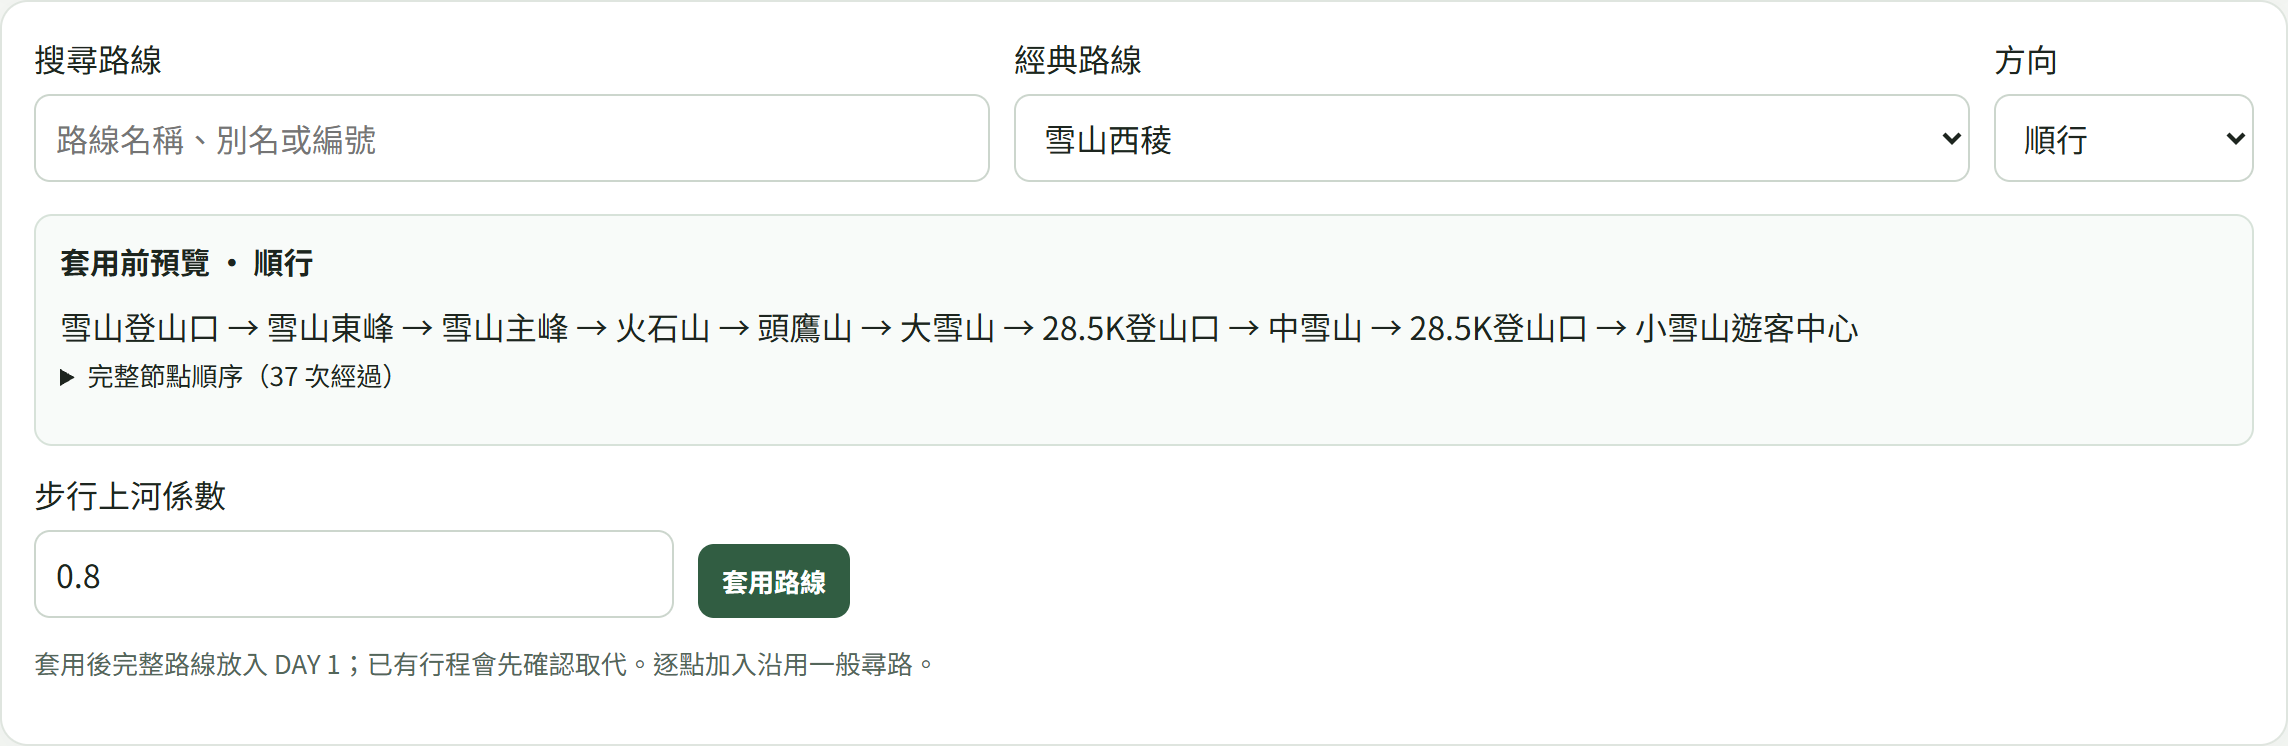 搜尋路線
經典路線
方向
路線名稱、別名或編號
雪山西稜
順行
套用前預覽 · 順行
雪山登山口 → 雪山東峰 → 雪山主峰 → 火石山 → 頭鷹山 → 大雪山 → 28.5K登山口 → 中雪山 → 28.5K登山口 → 小雪山遊客中心
▶ 完整節點順序（37 次經過）
步行上河係數
0.8
套用路線
套用後完整路線放入 DAY 1；已有行程會先確認取代。逐點加入沿用一般尋路。